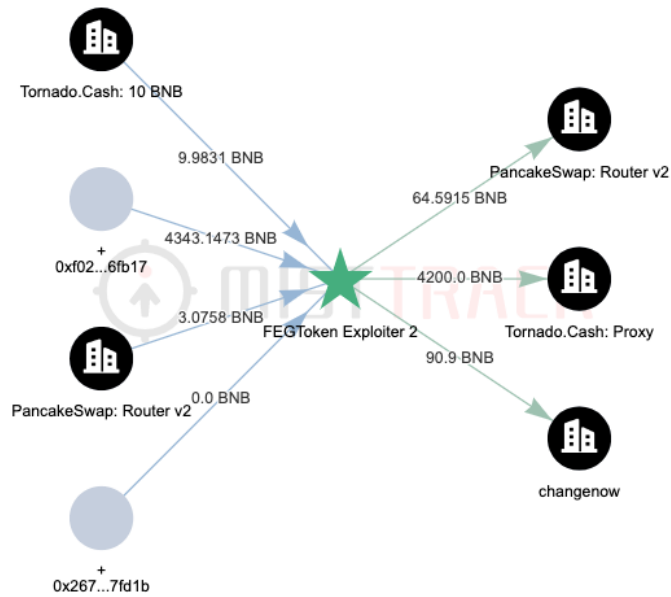 Tornado.Cash: 10 BNB
9.9831 BNB
PancakeSwap: Router v2
64.5915 BNB
+
0xf02...6fb17
4343.1473 BNB
MISTTRACK
FEGToken Exploiter 2
4200.0 BNB
Tornado.Cash: Proxy
3.0758 BNB
PancakeSwap: Router v2
90.9 BNB
0.0 BNB
changenow
+
0x267...7fd1b